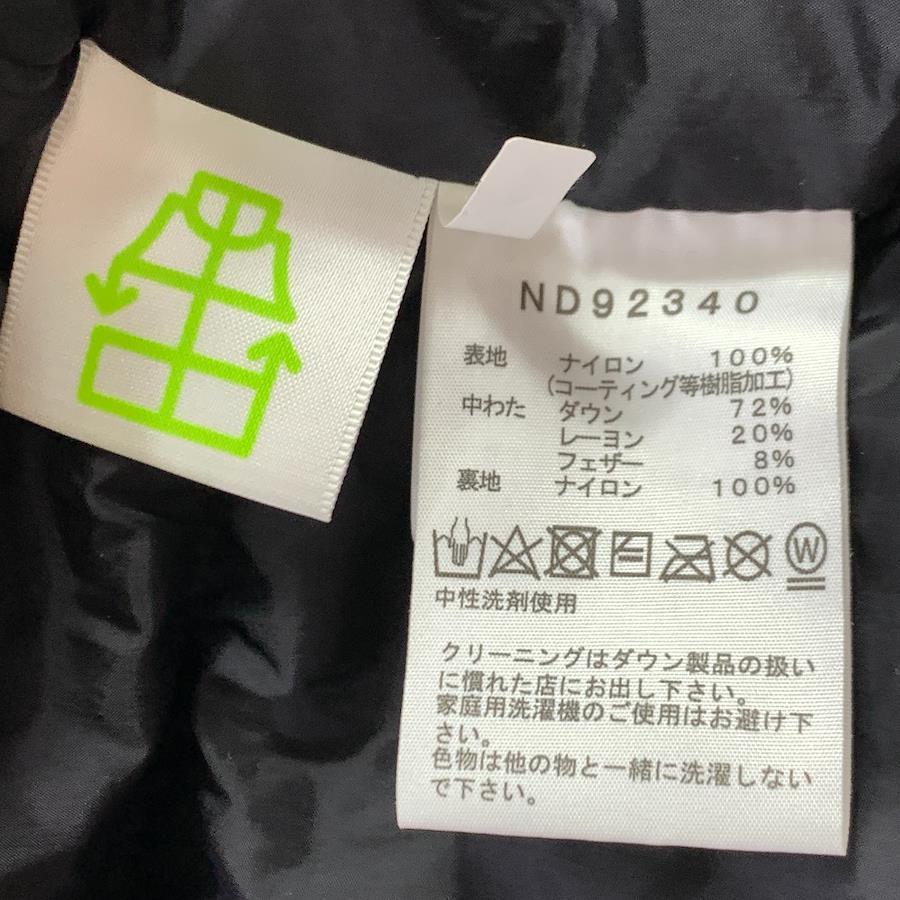 ND92340
表地 ナイロン 100%
(コーティング等樹脂加工)
中わた ダウン 72%
レーヨン 20%
フェザー 8%
裏地 ナイロン 100%
W
中性洗剤使用
クリーニングはダウン製品の扱い
に慣れた店にお出し下さい。
家庭用洗濯機のご使用はお避け下
さい。
色物は他の物と一緒に洗濯しない
で下さい。